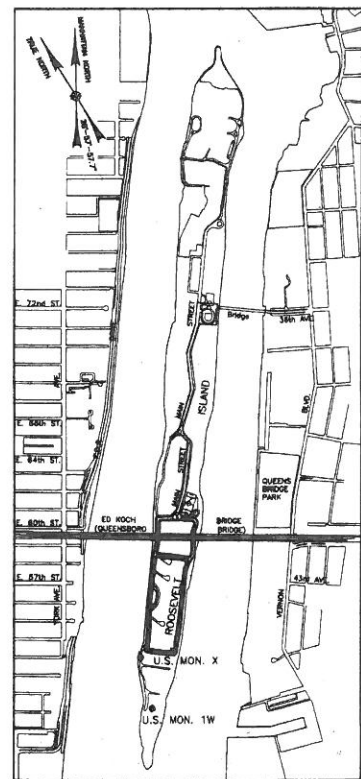 MANHATTAN NORTH
TRUE NORTH
E. 72nd ST.
STREET
Bridge
36th AVE.
AVE.
MAIN
ISLAND
BLVD.
E. 66th ST.
F.D.R.
E. 64th ST.
STREET
QUEENS
BRIDGE
PARK
MAIN
E. 60th ST.
ED KOCH
(QUEENSBORO
BRIDGE
BRIDGE)
E. 57th ST.
43rd AVE.
YORK AVE.
ROOSEVELT
VERNON
U.S. MON. X
U.S. MON. 1W